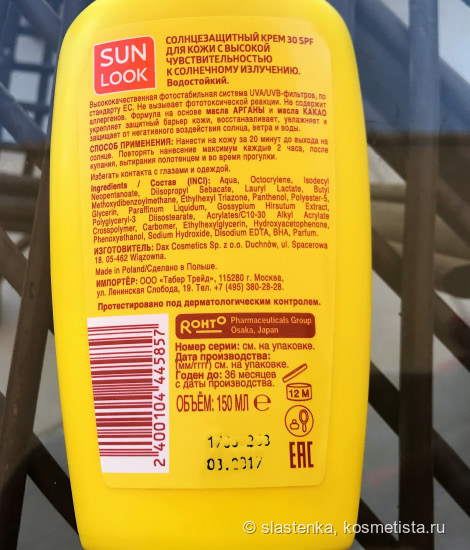 SUN
LOOK
СОЛНЦЕЗАЩИТНЫЙ КРЕМ 30 SPF
ДЛЯ КОЖИ С ВЫСОКОЙ
ЧУВСТВИТЕЛЬНОСТЬЮ
К СОЛНЕЧНОМУ ИЗЛУЧЕНИЮ.
Водостойкий.
Высококачественная фотостабильная система UVA/UVB-фильтров, по
стандарту ЕС. Не вызывает фототоксической реакции. Не содержит
аллергенов. Формула на основе масла АРГАНЫ и масла КАКАО
укрепляет защитный барьер кожи, восстанавливает, увлажняет и
защищает от негативного воздействия солнца, ветра и воды.
СПОСОБ ПРИМЕНЕНИЯ: Нанести на кожу за 20 минут до выхода на
солнце. Повторять нанесение максимум каждые 2 часа, после
купания, вытирания полотенцем и во время прогулки.
Избегать контакта с глазами и одеждой.
Ingredients / Состав (INCI): Aqua, Octocrylene, Isodecyl
Neopentanoate, Diisopropyl Sebacate, Lauryl Lactate, Butyl
Methoxydibenzoylmethane, Ethylhexyl Triazone, Panthenol, Polyester-5,
Glycerin, Paraffinum Liquidum, Gossypium Hirsutum Extract,
Polyglyceryl-3 Diisostearate, Acrylates/C10-30 Alkyl Acrylate
Crosspolymer, Carbomer, Ethylhexylglycerin, Hydroxyacetophenone,
Phenoxyethanol, Sodium Hydroxide, Disodium EDTA, BHA, Parfum.
ИЗГОТОВИТЕЛЬ: Dax Cosmetics Sp. z o.o. Duchnów, ul. Spacerowa
18. 05-462 Wiązowna.
Made in Poland/Сделано в Польше.
ИМПОРТЁР: ООО «Табер Трейд», 115280 г. Москва,
ул. Ленинская Слобода, 19. Тел. +7 (495) 380-28-28.
Протестировано под дерматологическим контролем.
ROHTO
Pharmaceuticals Group
Osaka, Japan
Номер серии: см. на упаковке.
Дата производства:
(мм/гггг) см. на упаковке.
Годен до: 36 месяцев
с даты производства.
ОБЪЁМ: 150 МЛ ℮
12 M
2 400104 445857
03.2017
EAC
© slastenka, kosmetista.ru